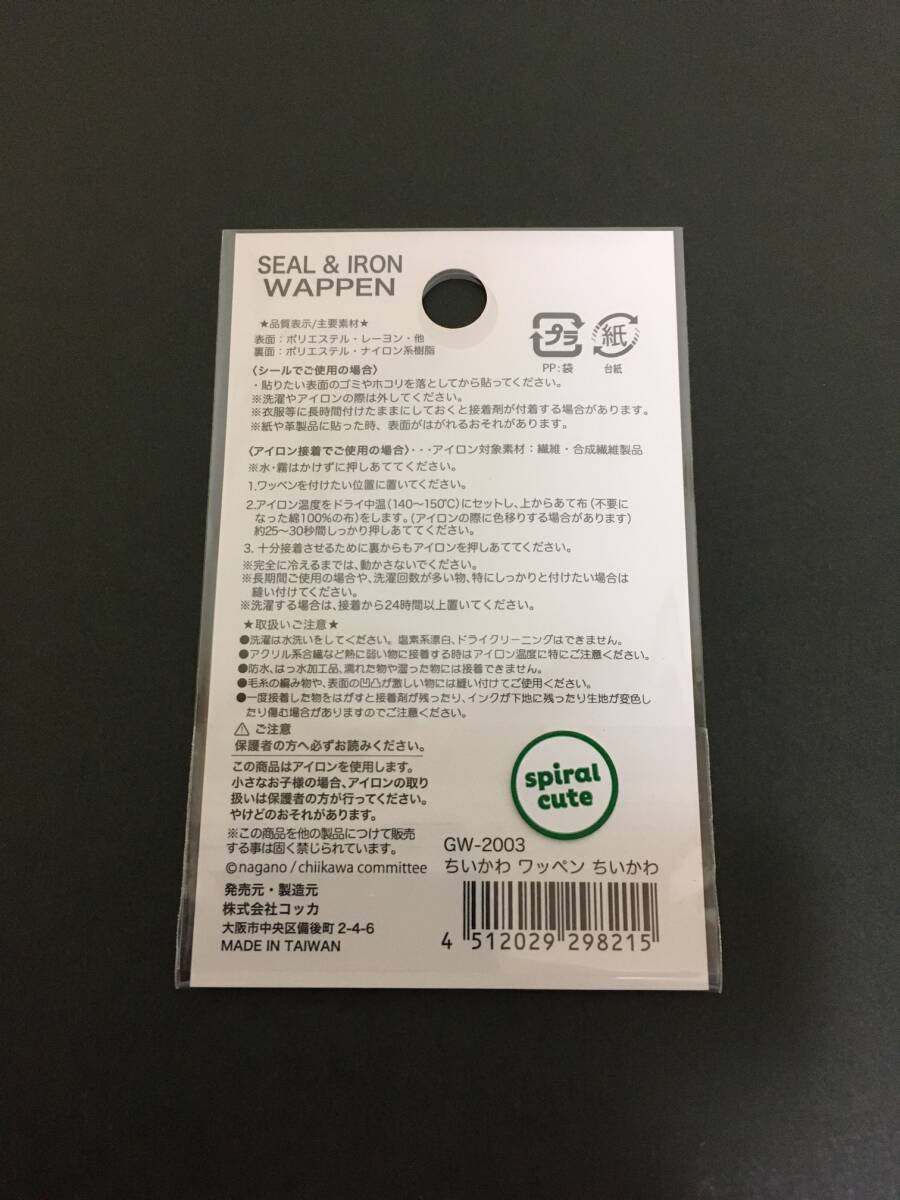 SEAL & IRON
WAPPEN
★品質表示/主要素材★
表面：ポリエステル・レーヨン・他
裏面：ポリエステル・ナイロン系樹脂
プラ
PP：袋
紙
台紙
〈シールでご使用の場合〉
・貼りたい表面のゴミやホコリを落としてから貼ってください。
※洗濯やアイロンの際は外してください。
※衣服等に長時間付けたままにしておくと接着剤が付着する場合があります。
※紙や革製品に貼った時、表面がはがれるおそれがあります。
〈アイロン接着でご使用の場合〉・・・アイロン対象素材：繊維・合成繊維製品
※水・霧はかけずに押しあててください。
1.ワッペンを付けたい位置に置いてください。
2.アイロン温度をドライ中温（140〜150℃）にセットし、上からあて布（不要に
なった綿100%の布）をします。（アイロンの際に色移りする場合があります）
約25〜30秒間しっかり押しあててください。
3. 十分接着させるために裏からもアイロンを押しあててください。
※完全に冷えるまでは、動かさないでください。
※長期間ご使用の場合や、洗濯回数が多い物、特にしっかりと付けたい場合は
縫い付けてください。
※洗濯する場合は、接着から24時間以上置いてください。
★取扱いご注意★
●洗濯は水洗いをしてください。塩素系漂白、ドライクリーニングはできません。
●アクリル系合繊など熱に弱い物に接着する時はアイロン温度に特にご注意ください。
●防水、はっ水加工品、濡れた物や湿った物には接着できません。
●毛糸の編み物や、表面の凹凸が激しい物には縫い付けてご使用ください。
●一度接着した物をはがすと接着剤が残ったり、インクが下地に残ったり生地が変色し
たり傷む場合がありますのでご注意ください。
⚠ ご注意
保護者の方へ必ずお読みください。
この商品はアイロンを使用します。
小さなお子様の場合、アイロンの取り
扱いは保護者の方が行ってください。
やけどのおそれがあります。
※この商品を他の製品につけて販売
する事は固く禁じられています。
©nagano / chiikawa committee
発売元・製造元
株式会社コッカ
大阪市中央区備後町 2-4-6
MADE IN TAIWAN
spiral
cute
GW-2003
ちいかわ ワッペン ちいかわ
4 512029 298215